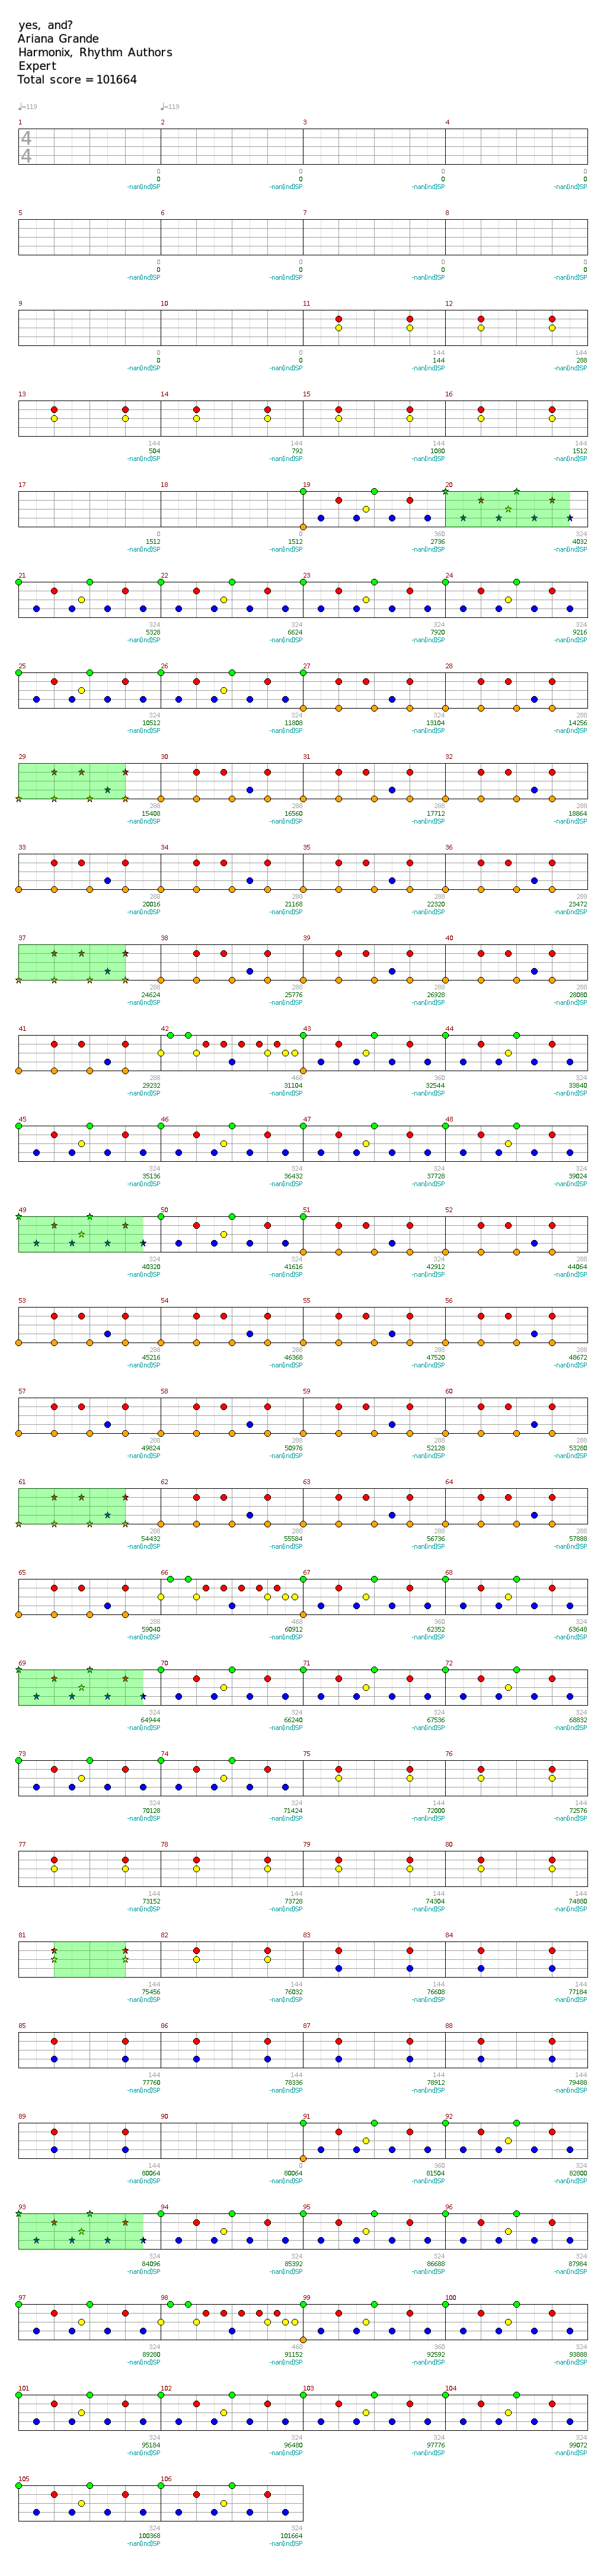 yes, and?
Ariana Grande
Harmonix, Rhythm Authors
Expert
Total score = 101664
♩=119 ♩=119
1 2 3 4
4
4
0 0 0 0
0 0 0 0
-nan(ind)SP -nan(ind)SP -nan(ind)SP -nan(ind)SP
5 6 7 8
0 0 0 0
0 0 0 0
-nan(ind)SP -nan(ind)SP -nan(ind)SP -nan(ind)SP
9 10 11 12
0 0 144 144
0 0 144 288
-nan(ind)SP -nan(ind)SP -nan(ind)SP -nan(ind)SP
13 14 15 16
144 144 144 144
504 792 1080 1512
-nan(ind)SP -nan(ind)SP -nan(ind)SP -nan(ind)SP
17 18 19 20
0 0 360 324
1512 1512 2736 4032
-nan(ind)SP -nan(ind)SP -nan(ind)SP -nan(ind)SP
21 22 23 24
324 324 324 324
5328 6624 7920 9216
-nan(ind)SP -nan(ind)SP -nan(ind)SP -nan(ind)SP
25 26 27 28
324 324 324 288
10512 11808 13104 14256
-nan(ind)SP -nan(ind)SP -nan(ind)SP -nan(ind)SP
29 30 31 32
288 288 288 288
15408 16560 17712 18864
-nan(ind)SP -nan(ind)SP -nan(ind)SP -nan(ind)SP
33 34 35 36
288 288 288 288
20016 21168 22320 23472
-nan(ind)SP -nan(ind)SP -nan(ind)SP -nan(ind)SP
37 38 39 40
288 288 288 288
24624 25776 26928 28080
-nan(ind)SP -nan(ind)SP -nan(ind)SP -nan(ind)SP
41 42 43 44
288 468 360 324
29232 31104 32544 33840
-nan(ind)SP -nan(ind)SP -nan(ind)SP -nan(ind)SP
45 46 47 48
324 324 324 324
35136 36432 37728 39024
-nan(ind)SP -nan(ind)SP -nan(ind)SP -nan(ind)SP
49 50 51 52
324 324 324 288
40320 41616 42912 44064
-nan(ind)SP -nan(ind)SP -nan(ind)SP -nan(ind)SP
53 54 55 56
288 288 288 288
45216 46368 47520 48672
-nan(ind)SP -nan(ind)SP -nan(ind)SP -nan(ind)SP
57 58 59 60
288 288 288 288
49824 50976 52128 53280
-nan(ind)SP -nan(ind)SP -nan(ind)SP -nan(ind)SP
61 62 63 64
288 288 288 288
54432 55584 56736 57888
-nan(ind)SP -nan(ind)SP -nan(ind)SP -nan(ind)SP
65 66 67 68
288 468 360 324
59040 60912 62352 63648
-nan(ind)SP -nan(ind)SP -nan(ind)SP -nan(ind)SP
69 70 71 72
324 324 324 324
64944 66240 67536 68832
-nan(ind)SP -nan(ind)SP -nan(ind)SP -nan(ind)SP
73 74 75 76
324 324 144 144
70128 71424 72000 72576
-nan(ind)SP -nan(ind)SP -nan(ind)SP -nan(ind)SP
77 78 79 80
144 144 144 144
73152 73728 74304 74880
-nan(ind)SP -nan(ind)SP -nan(ind)SP -nan(ind)SP
81 82 83 84
144 144 144 144
75456 76032 76608 77184
-nan(ind)SP -nan(ind)SP -nan(ind)SP -nan(ind)SP
85 86 87 88
144 144 144 144
77760 78336 78912 79488
-nan(ind)SP -nan(ind)SP -nan(ind)SP -nan(ind)SP
89 90 91 92
144 0 360 324
80064 80064 81504 82800
-nan(ind)SP -nan(ind)SP -nan(ind)SP -nan(ind)SP
93 94 95 96
324 324 324 324
84096 85392 86688 87984
-nan(ind)SP -nan(ind)SP -nan(ind)SP -nan(ind)SP
97 98 99 100
324 468 360 324
89280 91152 92592 93888
-nan(ind)SP -nan(ind)SP -nan(ind)SP -nan(ind)SP
101 102 103 104
324 324 324 324
95184 96480 97776 99072
-nan(ind)SP -nan(ind)SP -nan(ind)SP -nan(ind)SP
105 106
324 324
100368 101664
-nan(ind)SP -nan(ind)SP